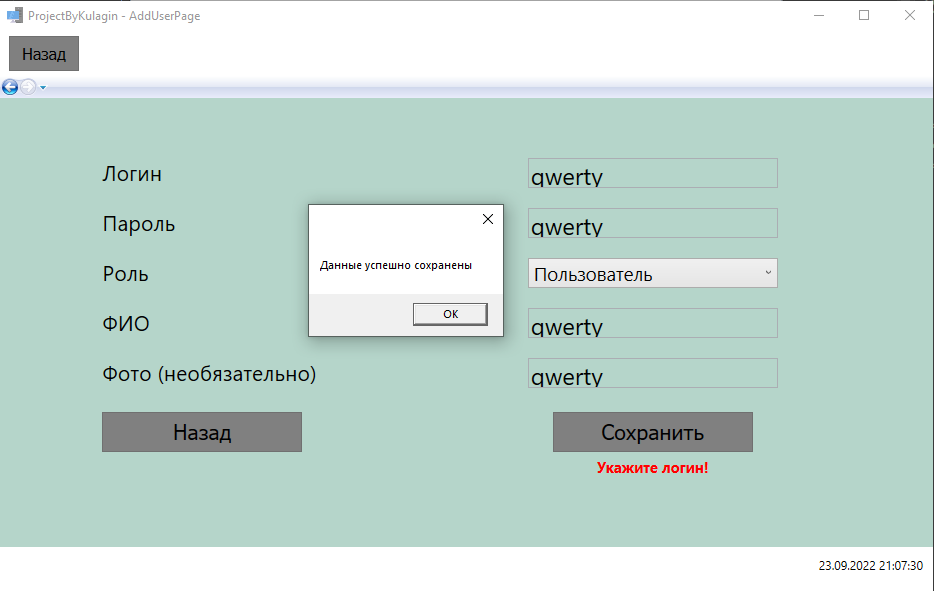 ProjectByKulagin - AddUserPage
Назад
Логин qwerty
Пароль qwerty
Данные успешно сохранены
Роль Пользователь
OK
ФИО qwerty
Фото (необязательно) qwerty
Назад Сохранить
Укажите логин!
23.09.2022 21:07:30